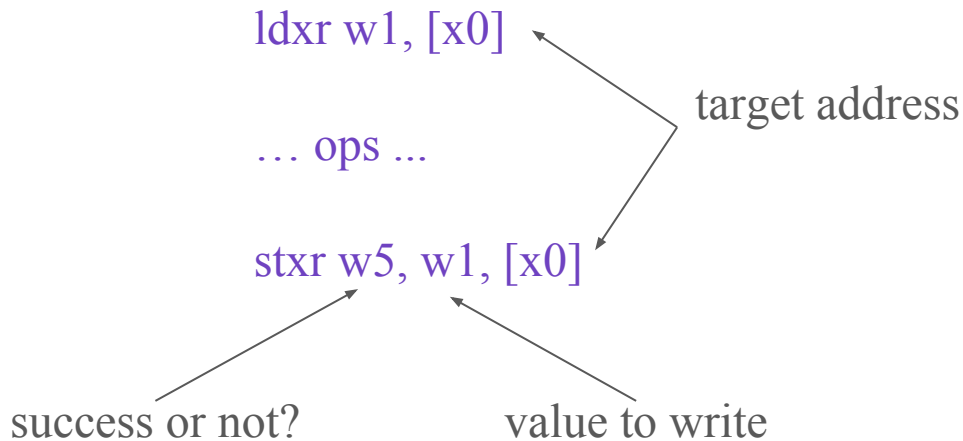 ldxr w1, [x0]
target address
… ops ...
stxr w5, w1, [x0]
success or not?
value to write